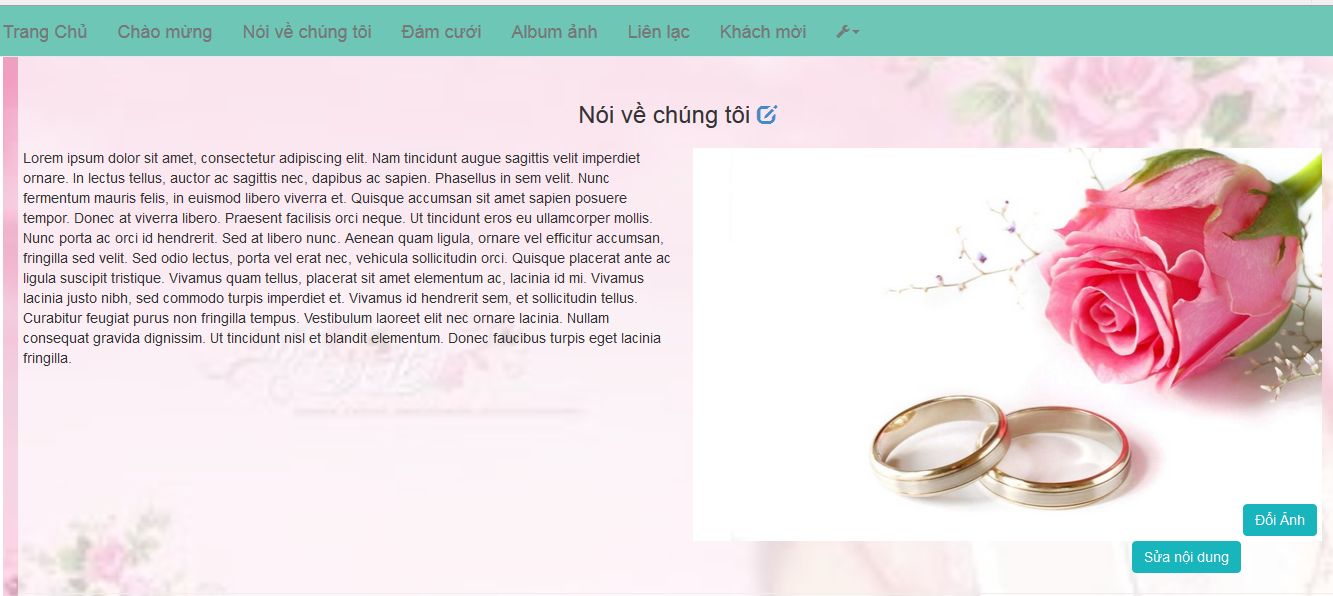 Trang Chủ Chào mừng Nói về chúng tôi Đám cưới Album ảnh Liên lạc Khách mời
Nói về chúng tôi
Lorem ipsum dolor sit amet, consectetur adipiscing elit. Nam tincidunt augue sagittis velit imperdiet
ornare. In lectus tellus, auctor ac sagittis nec, dapibus ac sapien. Phasellus in sem velit. Nunc
fermentum mauris felis, in euismod libero viverra et. Quisque accumsan sit amet sapien posuere
tempor. Donec at viverra libero. Praesent facilisis orci neque. Ut tincidunt eros eu ullamcorper mollis.
Nunc porta ac orci id hendrerit. Sed at libero nunc. Aenean quam ligula, ornare vel efficitur accumsan,
fringilla sed velit. Sed odio lectus, porta vel erat nec, vehicula sollicitudin orci. Quisque placerat ante ac
ligula suscipit tristique. Vivamus quam tellus, placerat sit amet elementum ac, lacinia id mi. Vivamus
lacinia justo nibh, sed commodo turpis imperdiet et. Vivamus id hendrerit sem, et sollicitudin tellus.
Curabitur feugiat purus non fringilla tempus. Vestibulum laoreet elit nec ornare lacinia. Nullam
consequat gravida dignissim. Ut tincidunt nisl et blandit elementum. Donec faucibus turpis eget lacinia
fringilla.
Đổi Ảnh
Sửa nội dung